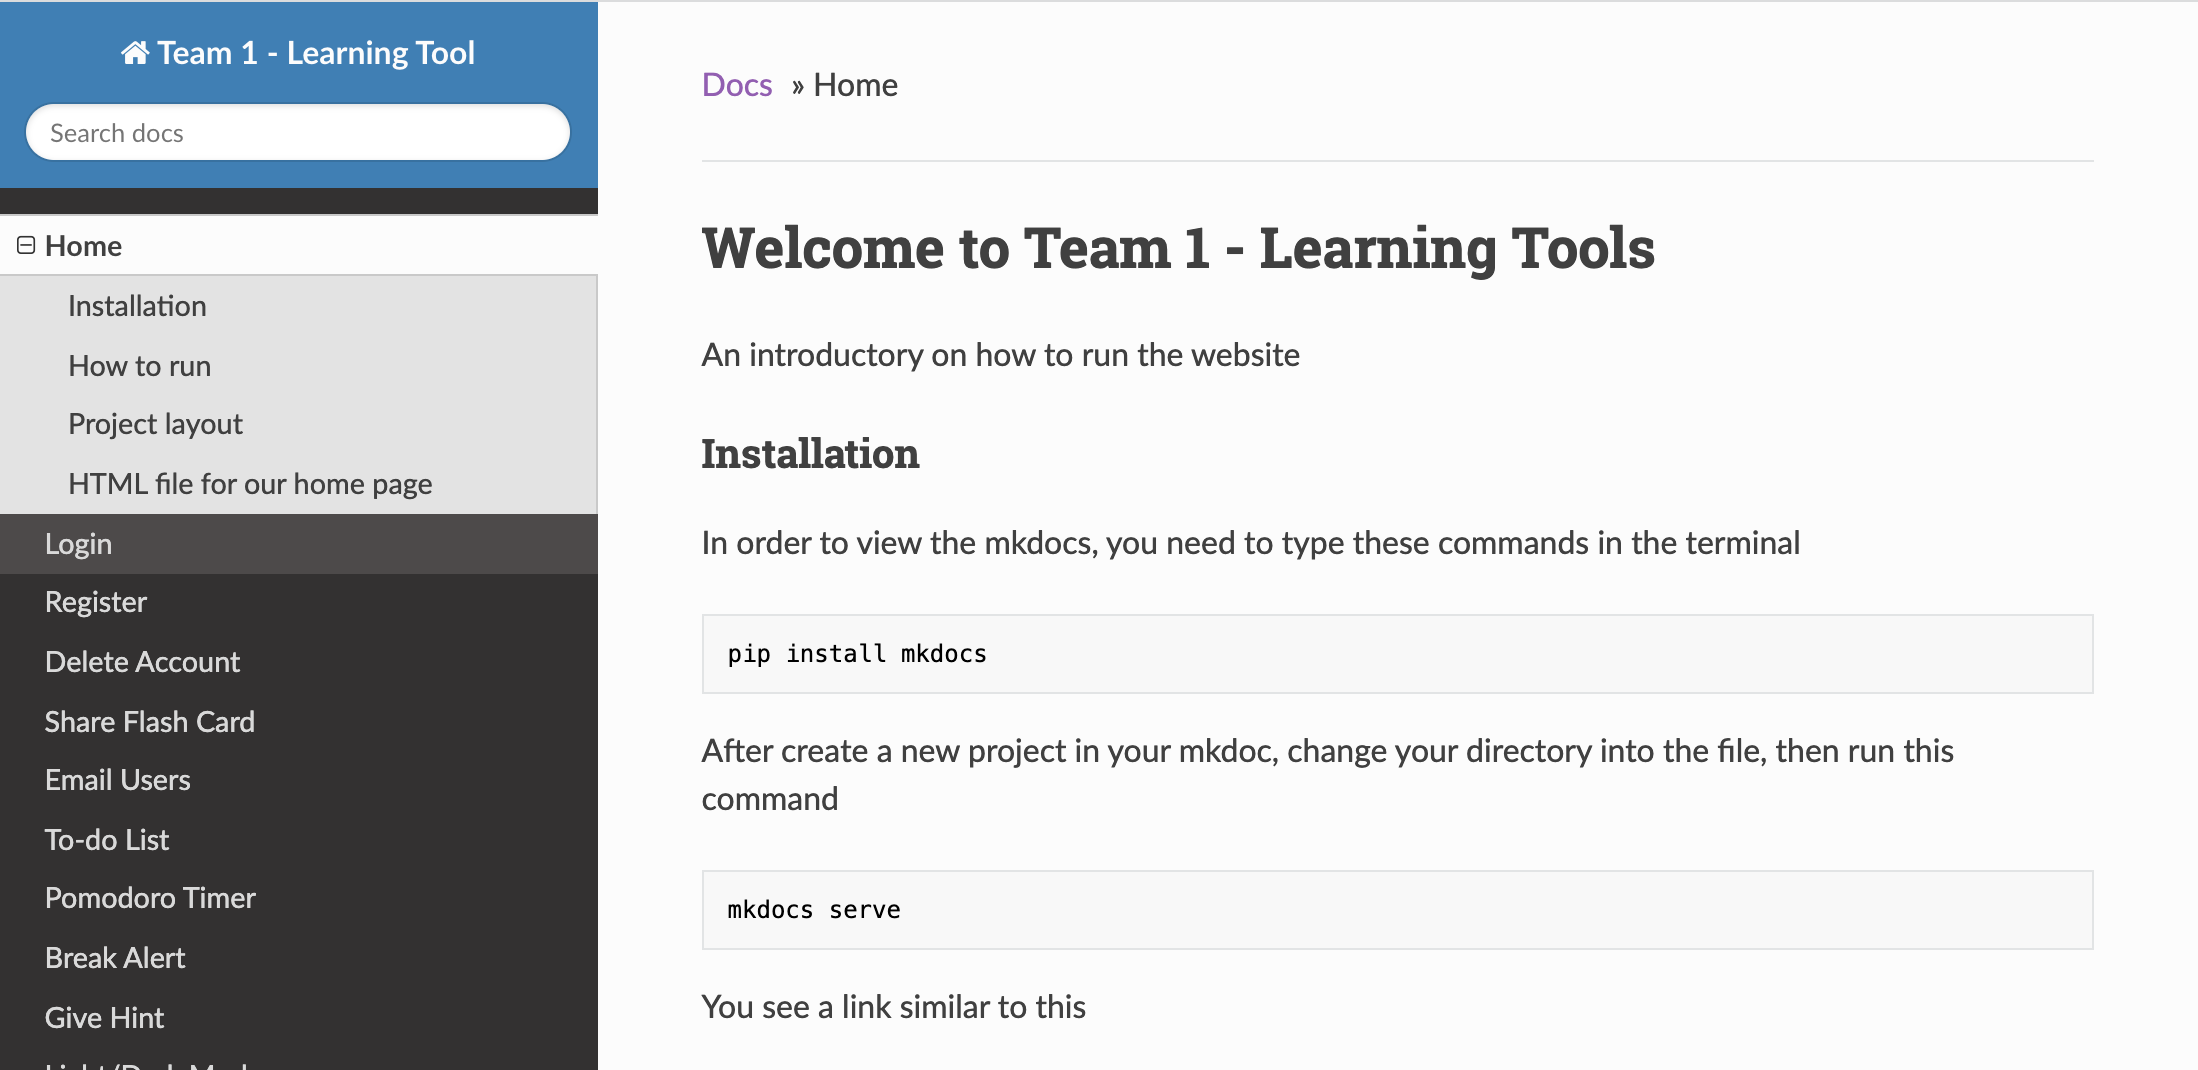 Team 1 - Learning Tool
Search docs
Home
Installation
How to run
Project layout
HTML file for our home page
Login
Register
Delete Account
Share Flash Card
Email Users
To-do List
Pomodoro Timer
Break Alert
Give Hint
Docs » Home
Welcome to Team 1 - Learning Tools
An introductory on how to run the website
Installation
In order to view the mkdocs, you need to type these commands in the terminal
pip install mkdocs
After create a new project in your mkdoc, change your directory into the file, then run this
command
mkdocs serve
You see a link similar to this